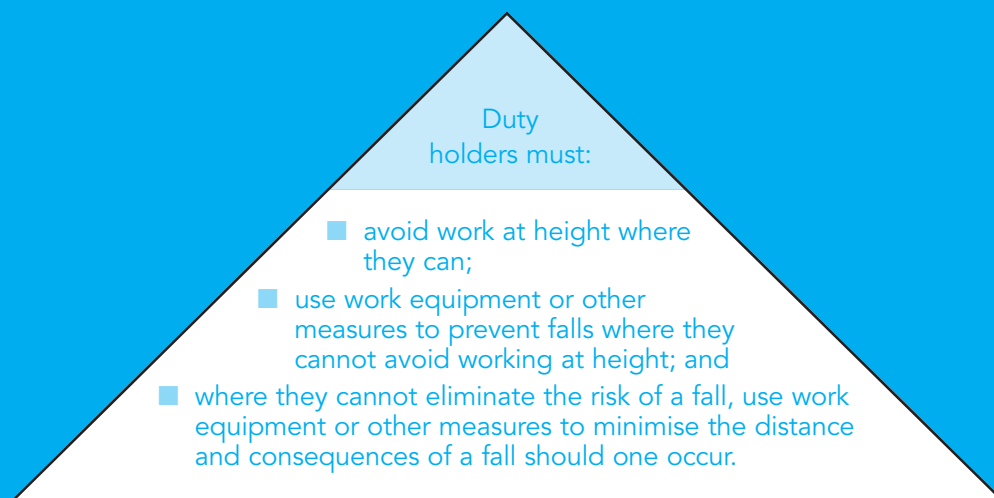 Duty
holders must:
■ avoid work at height where
they can;
■ use work equipment or other
measures to prevent falls where they
cannot avoid working at height; and
■ where they cannot eliminate the risk of a fall, use work
equipment or other measures to minimise the distance
and consequences of a fall should one occur.